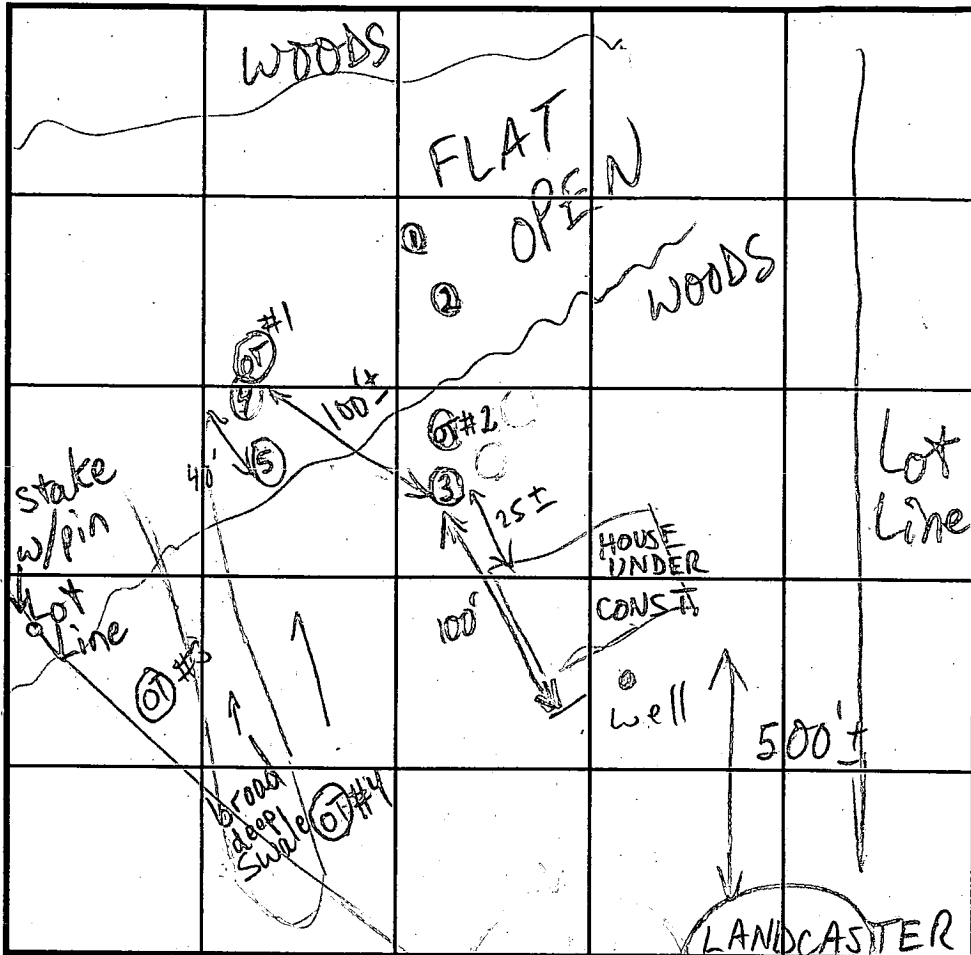 WOODS
FLAT
OPEN
①
②
WOODS
OT #1
④
100'±
OT #2
40'
⑤
③
25±
Lot
Line
stake
w/pin
HOUSE
UNDER
CONST.
Lot
Line
100'
OT #3
well
500'±
broad
deep
swale
OT #4
LANDCASTER